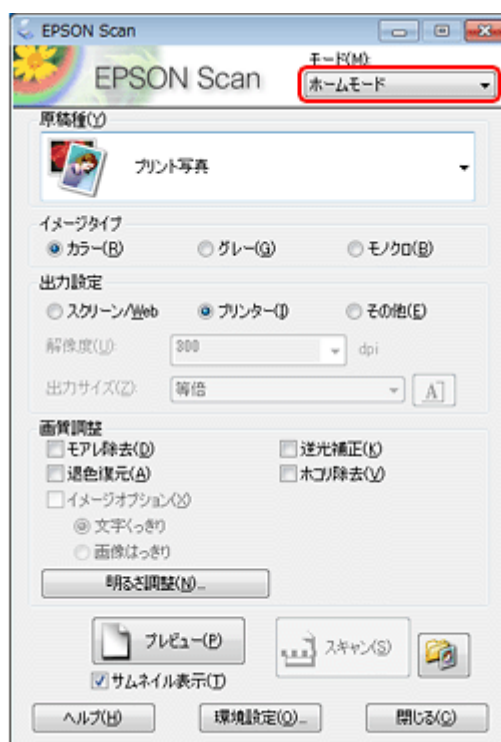 EPSON Scan
EPSON Scan
モード(M):
ホームモード
原稿種(Y)
プリント写真
イメージタイプ
カラー(R) グレー(G) モノクロ(B)
出力設定
スクリーン/Web プリンター(I) その他(E)
解像度(U): 300 dpi
出力サイズ(Z): 等倍 A
画質調整
モアレ除去(D) 逆光補正(K)
退色復元(A) ホコリ除去(V)
イメージオプション(X)
文字くっきり
画像はっきり
明るさ調整(N)...
プレビュー(P) スキャン(S)
サムネイル表示(T)
ヘルプ(H) 環境設定(O)... 閉じる(C)